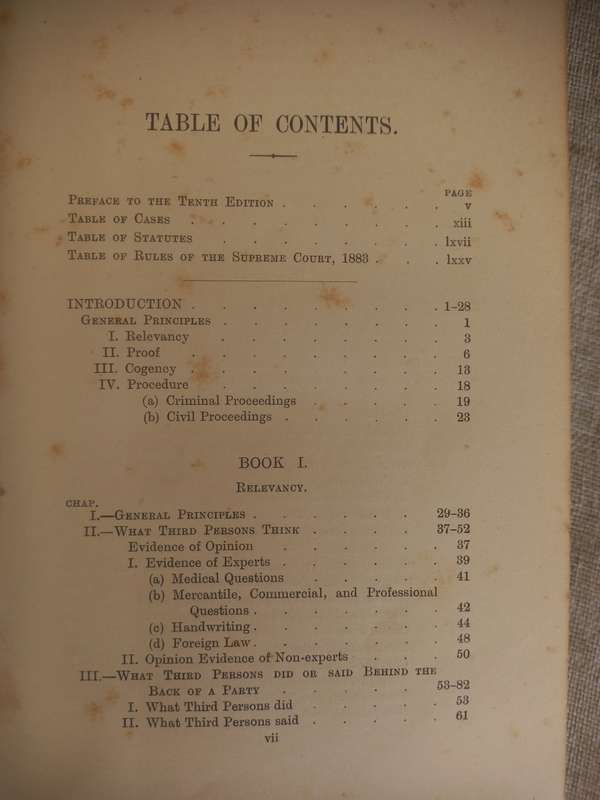 TABLE OF CONTENTS.
PAGE
PREFACE TO THE TENTH EDITION . . . . . . v
TABLE OF CASES . . . . . . . . . xiii
TABLE OF STATUTES . . . . . . . . lxvii
TABLE OF RULES OF THE SUPREME COURT, 1883 . . . lxxv
INTRODUCTION . . . . . . . . . 1–28
GENERAL PRINCIPLES . . . . . . . . 1
I. Relevancy . . . . . . . . 3
II. Proof . . . . . . . . . 6
III. Cogency . . . . . . . . 13
IV. Procedure . . . . . . . . 18
(a) Criminal Proceedings . . . . . 19
(b) Civil Proceedings . . . . . . 23
BOOK I.
RELEVANCY.
CHAP.
I.—GENERAL PRINCIPLES . . . . . . 29–36
II.—WHAT THIRD PERSONS THINK . . . . 37–52
Evidence of Opinion . . . . . . 37
I. Evidence of Experts . . . . . . 39
(a) Medical Questions . . . . . 41
(b) Mercantile, Commercial, and Professional
Questions . . . . . . . 42
(c) Handwriting . . . . . . . 44
(d) Foreign Law . . . . . . . 48
II. Opinion Evidence of Non-experts . . . 50
III.—WHAT THIRD PERSONS DID OR SAID BEHIND THE
BACK OF A PARTY . . . . . 53–82
I. What Third Persons did . . . . . 53
II. What Third Persons said . . . . . 61
vii